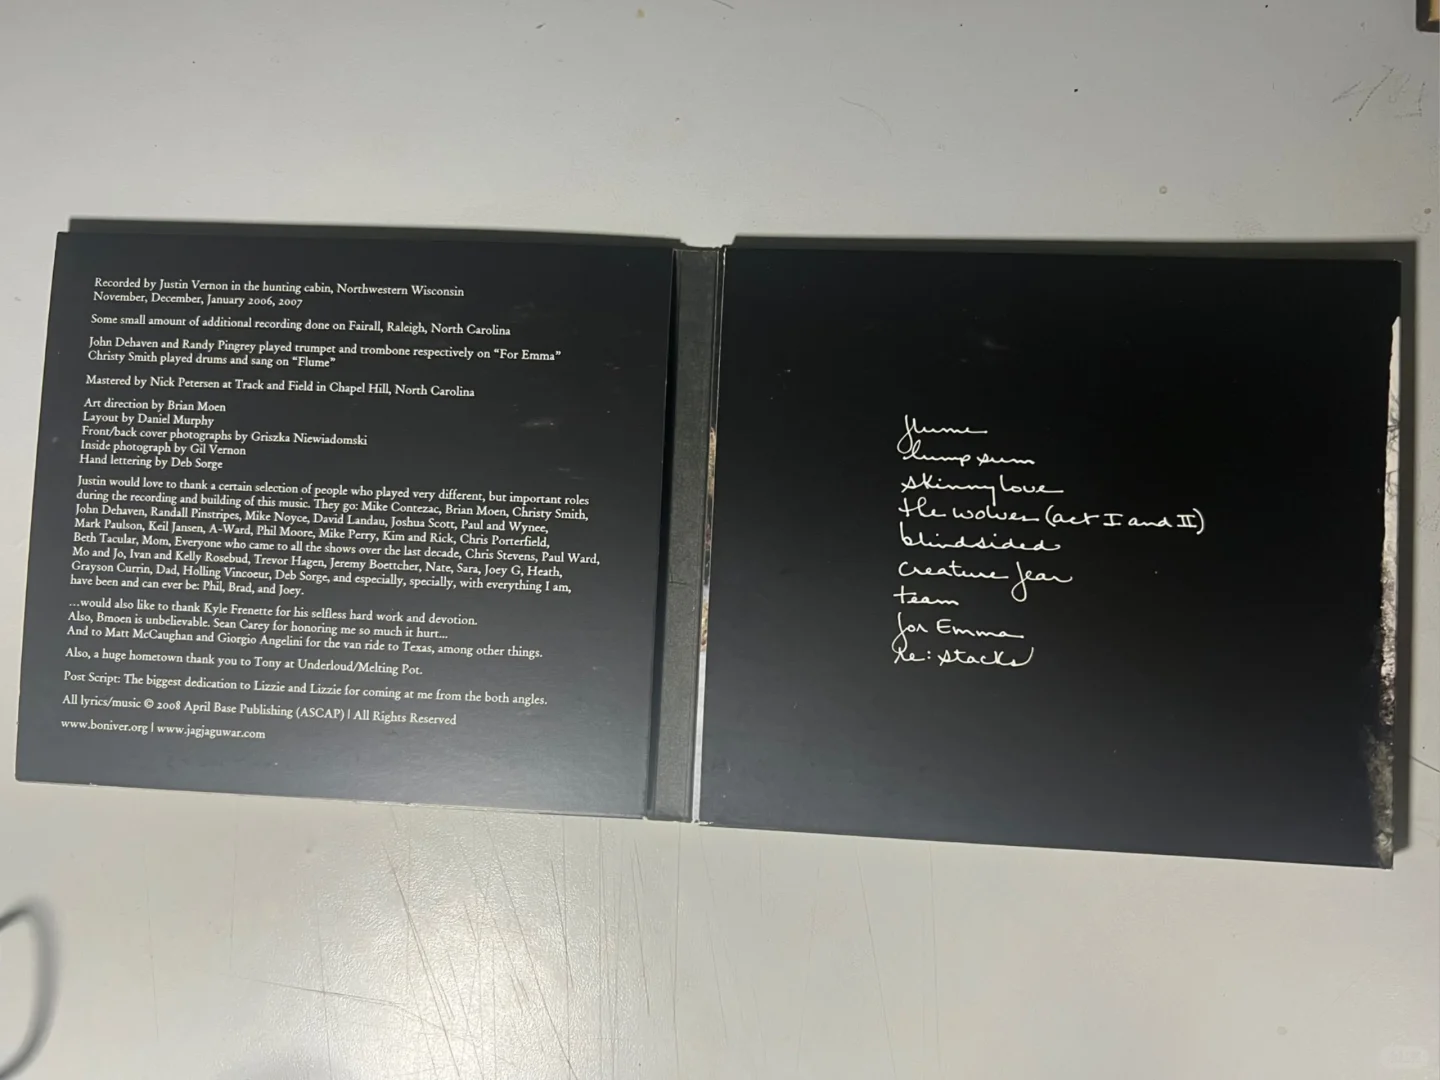 Recorded by Justin Vernon in the hunting cabin, Northwestern Wisconsin
November, December, January 2006, 2007
Some small amount of additional recording done on Fairall, Raleigh, North Carolina
John Dehaven and Randy Pingrey played trumpet and trombone respectively on “For Emma”
Christy Smith played drums and sang on “Flume”
Mastered by Nick Petersen at Track and Field in Chapel Hill, North Carolina
Art direction by Brian Moen
Layout by Daniel Murphy
Front/back cover photographs by Griszka Niewiadomski
Inside photograph by Gil Vernon
Hand lettering by Deb Sorge
Justin would love to thank a certain selection of people who played very different, but important roles
during the recording and building of this music. They go: Mike Contezac, Brian Moen, Christy Smith,
John Dehaven, Randall Pinstripes, Mike Noyce, David Landau, Joshua Scott, Paul and Wynee,
Mark Paulson, Keil Jansen, A-Ward, Phil Moore, Mike Perry, Kim and Rick, Chris Porterfield,
Beth Tacular, Mom, Everyone who came to all the shows over the last decade, Chris Stevens, Paul Ward,
Mo and Jo, Ivan and Kelly Rosebud, Trevor Hagen, Jeremy Boettcher, Nate, Sara, Joey G, Heath,
Grayson Currin, Dad, Holling Vincoeur, Deb Sorge, and especially, specially, with everything I am,
have been and can ever be: Phil, Brad, and Joey.
...would also like to thank Kyle Frenette for his selfless hard work and devotion.
Also, Bmoen is unbelievable. Sean Carey for honoring me so much it hurt...
And to Matt McCaughan and Giorgio Angelini for the van ride to Texas, among other things.
Also, a huge hometown thank you to Tony at Underloud/Melting Pot.
Post Script: The biggest dedication to Lizzie and Lizzie for coming at me from the both angles.
All lyrics/music © 2008 April Base Publishing (ASCAP) | All Rights Reserved
www.boniver.org | www.jagjaguwar.com
flume
lump sum
skinny love
the wolves (act I and II)
blindsided
creature fear
team
for Emma
Re: stacks